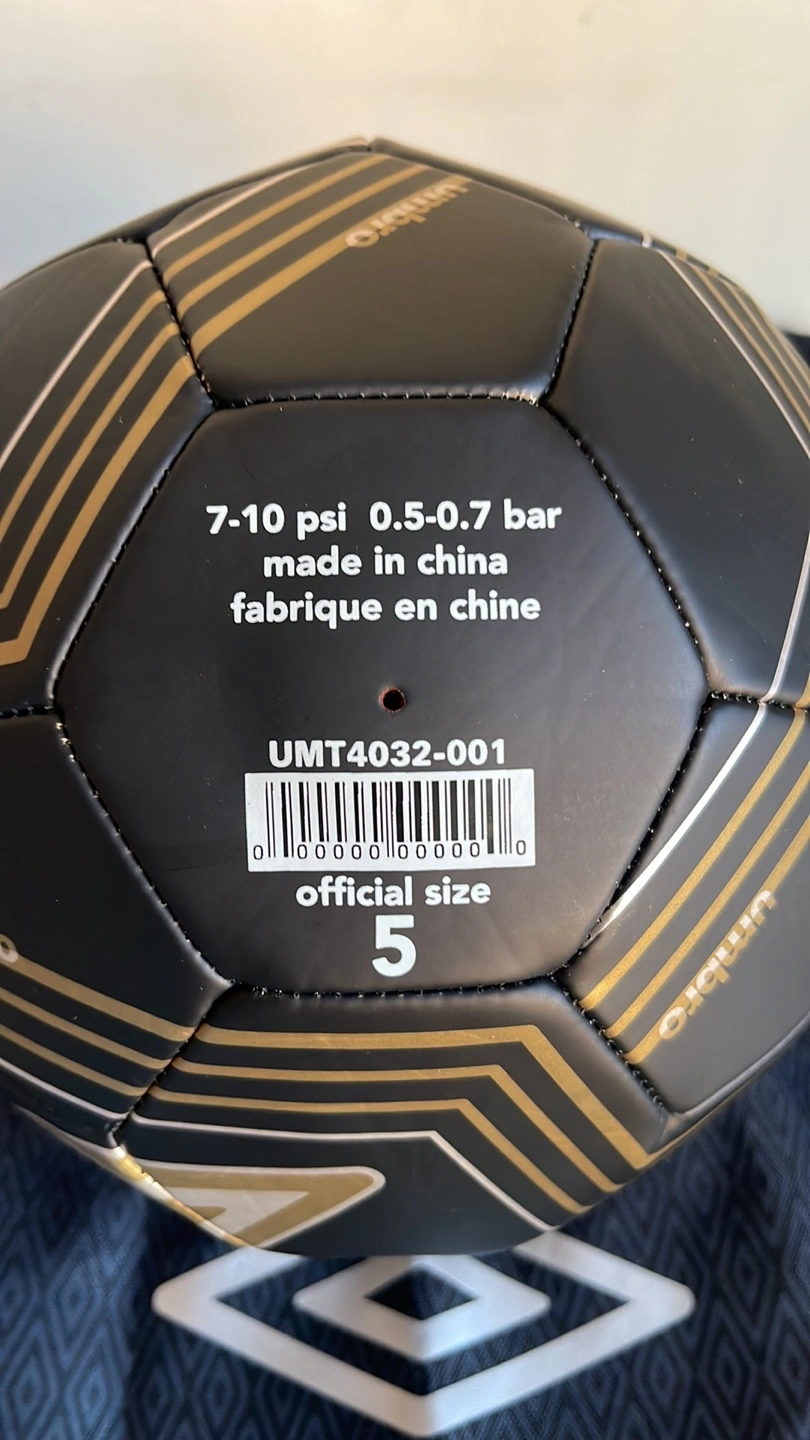 umbro
7-10 psi 0.5-0.7 bar
made in china
fabrique en chine
UMT4032-001
0 00000 00000 0
official size
5
umbro